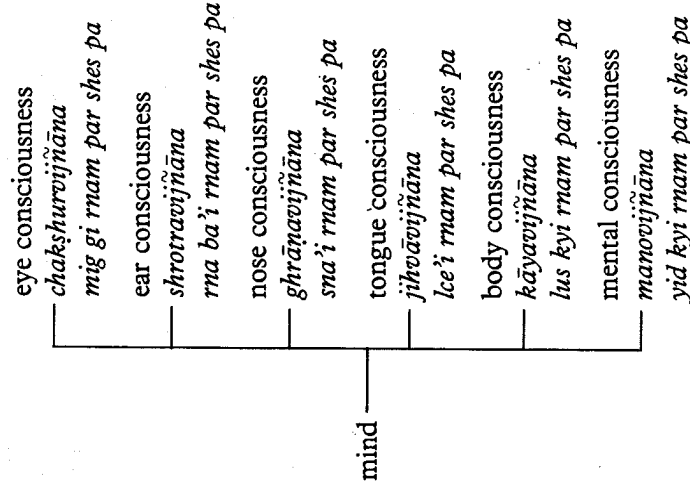 mind
eye consciousness
chakṣhurvijñāna
mig gi rnam par shes pa
ear consciousness
shrotravijñāna
rna ba'i rnam par shes pa
nose consciousness
ghrāṇavijñāna
sna'i rnam par shes pa
tongue consciousness
jihvāvijñāna
lce'i rnam par shes pa
body consciousness
kāyavijñāna
lus kyi rnam par shes pa
mental consciousness
manovijñāna
yid kyi rnam par shes pa